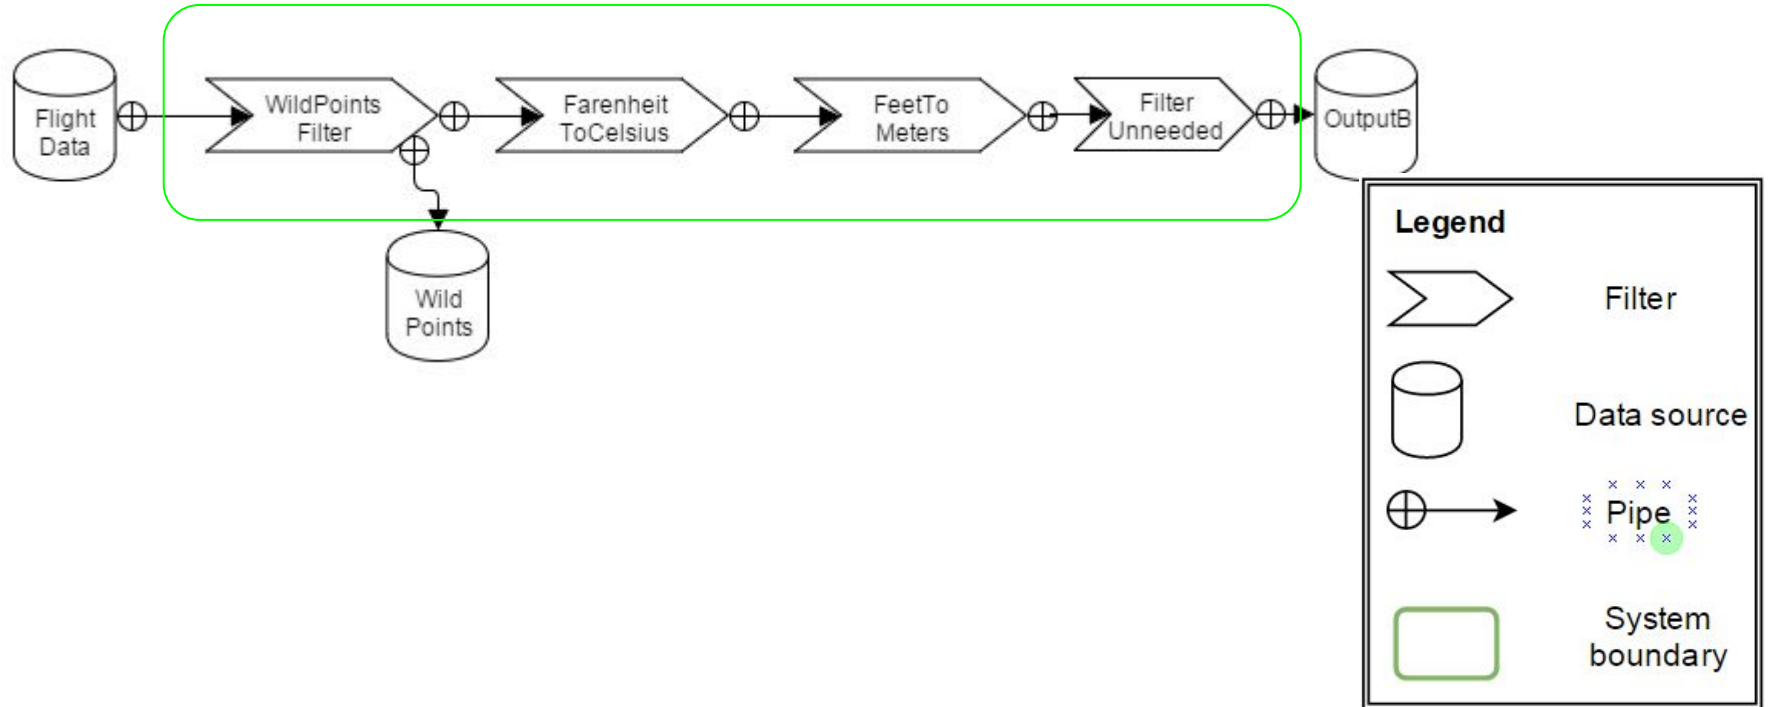 Flight
Data
WildPoints
Filter
Farenheit
ToCelsius
FeetTo
Meters
Filter
Unneeded
OutputB
Wild
Points
Legend
Filter
Data source
Pipe
System
boundary